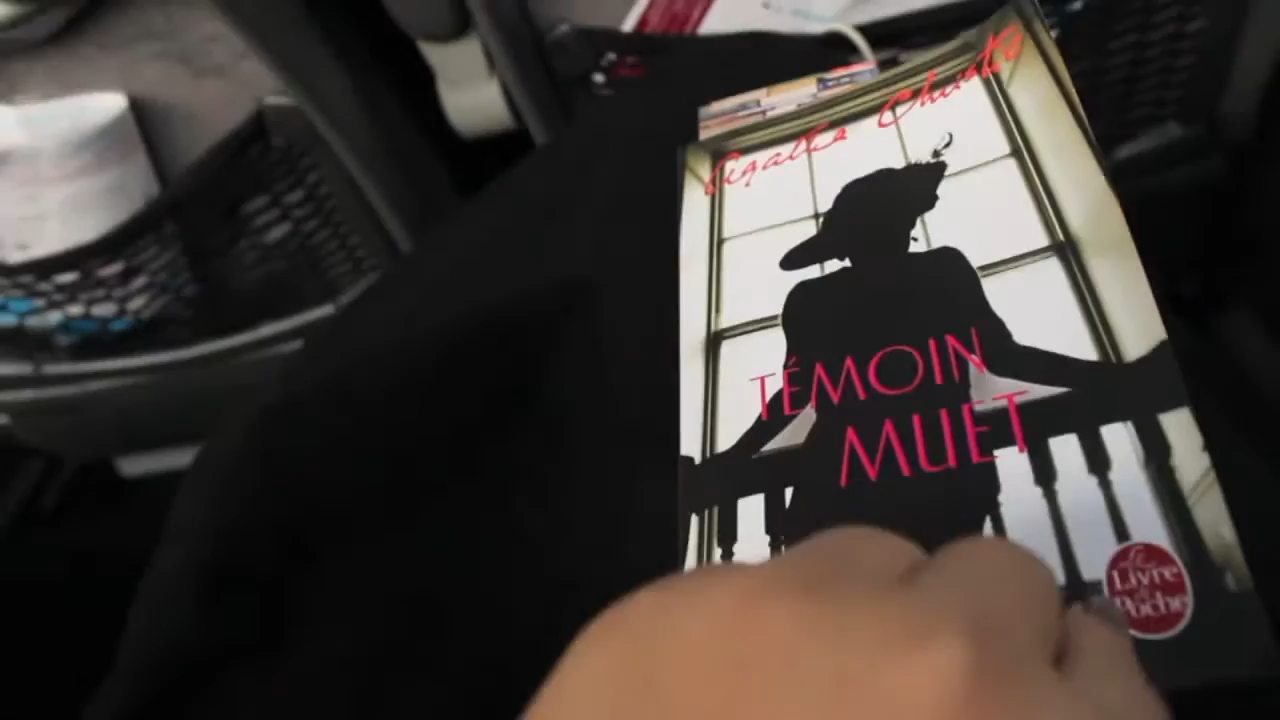 Agatha Christie
TÉMOIN
MUET
Le
Livre
de
Poche